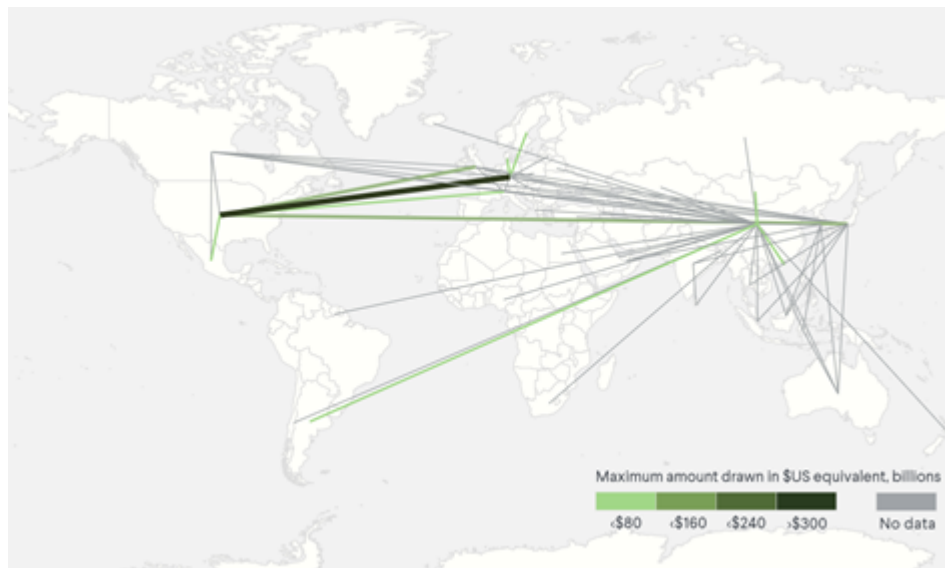 Maximum amount drawn in $US equivalent, billions
<$80 <$160 <$240 >$300 No data